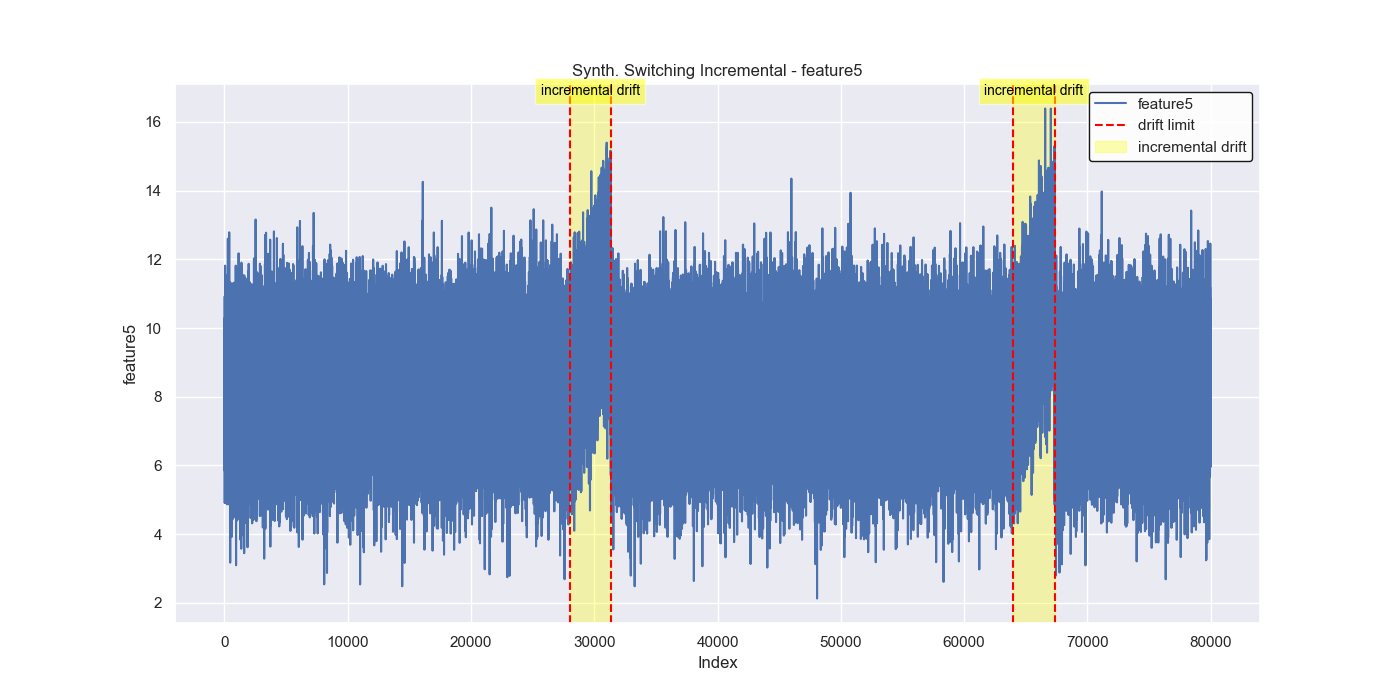 Synth. Switching Incremental - feature5
incremental drift
incremental drift
feature5
drift limit
incremental drift
16
14
12
10
8
6
4
2
feature5
0
10000
20000
30000
40000
50000
60000
70000
80000
Index